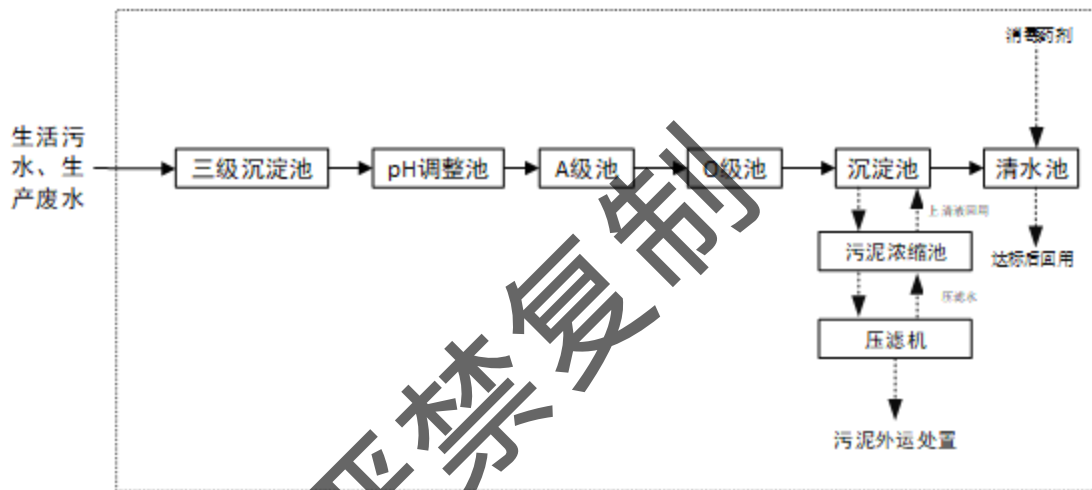 消毒药剂
生活污
水、生
产废水
三级沉淀池
pH调整池
A级池
O级池
沉淀池
清水池
上清液回用
污泥浓缩池
达标后回用
压滤水
压滤机
污泥外运处置
严禁复制